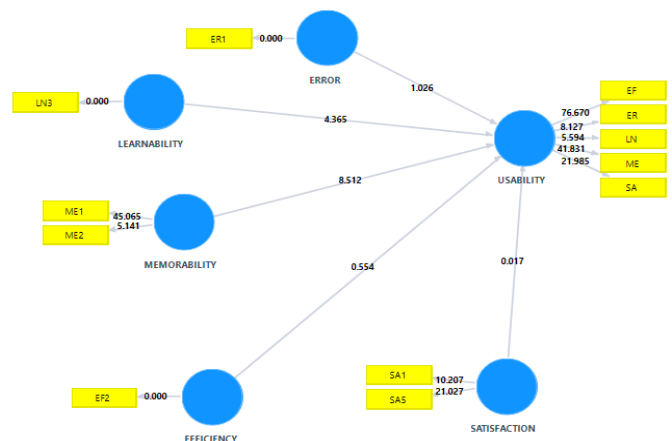 ER1
0.000
ERROR
1.026
LN3
0.000
LEARNABILITY
4.365
EF
76.670
ER
8.127
LN
5.594
ME
41.831
SA
21.985
USABILITY
ME1
45.065
ME2
5.141
MEMORABILITY
8.512
0.554
0.017
EF2
0.000
EFFICIENCY
SA1
10.207
SA5
21.027
SATISFACTION